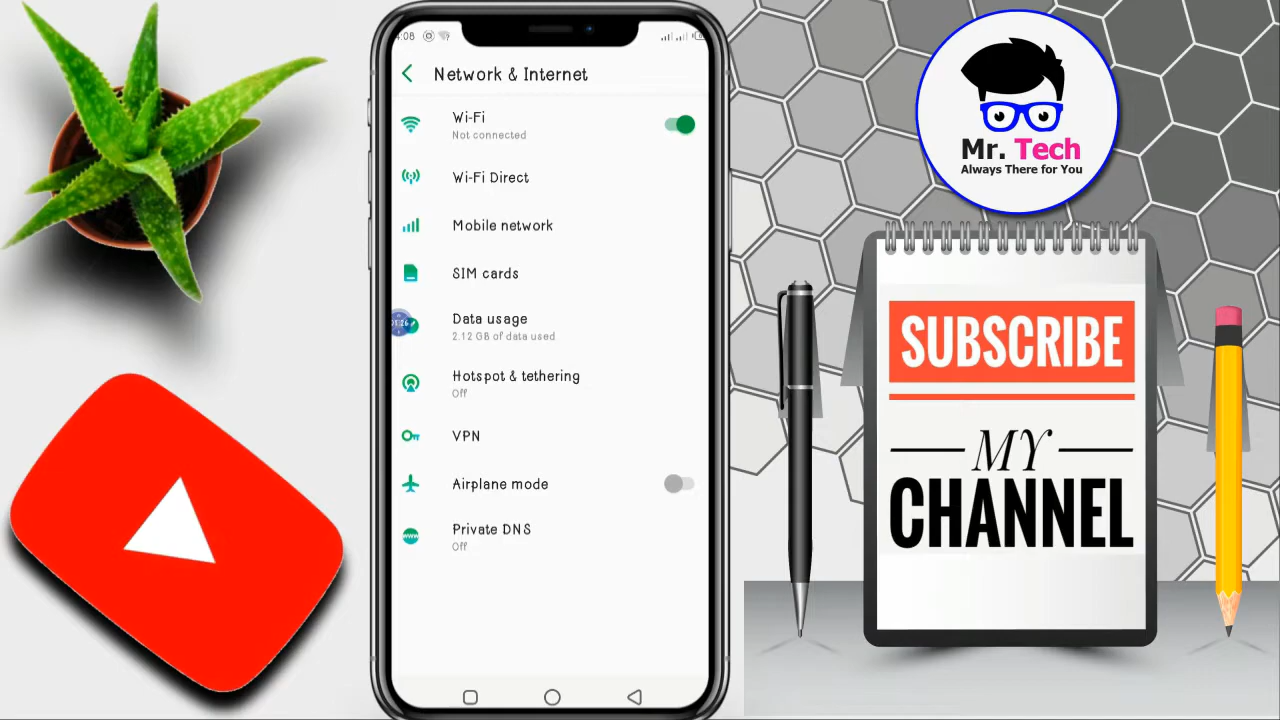 :08
Network & Internet
Wi-Fi
Not connected
Wi-Fi Direct
Mobile network
SIM cards
Data usage
2.12 GB of data used
Hotspot & tethering
Off
VPN
Airplane mode
Private DNS
Off
www
Mr. Tech
Always There for You
SUBSCRIBE
MY
CHANNEL